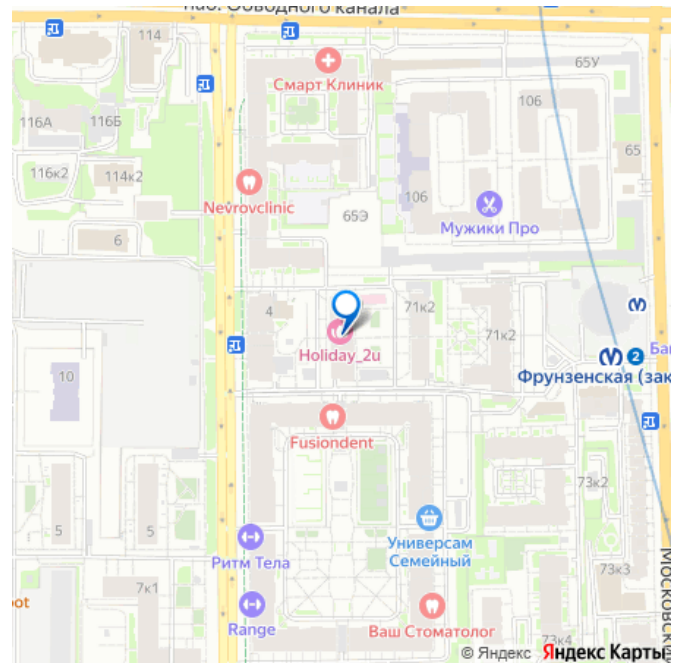 наб. Обводного канала
114
65У
Смарт Клиник
116А
116Б
106
116к2
114к2
65
Nevrovclinic
106
65Э
Мужики Про
6
4
71к2
71к2
Holiday_2u
2
Фрунзенская (зак
10
Fusiondent
73к2
5
5
Универсам
Семейный
Ритм Тела
73к3
7к1
Московский
Range
Ваш Стоматолог
73к4
© Яндекс Яндекс Карты